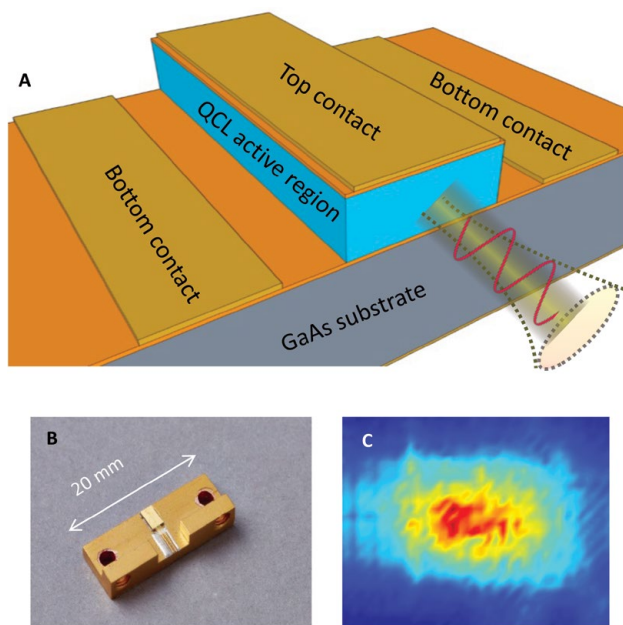 A
Top contact
Bottom contact
QCL active region
Bottom contact
GaAs substrate
B
20 mm
C